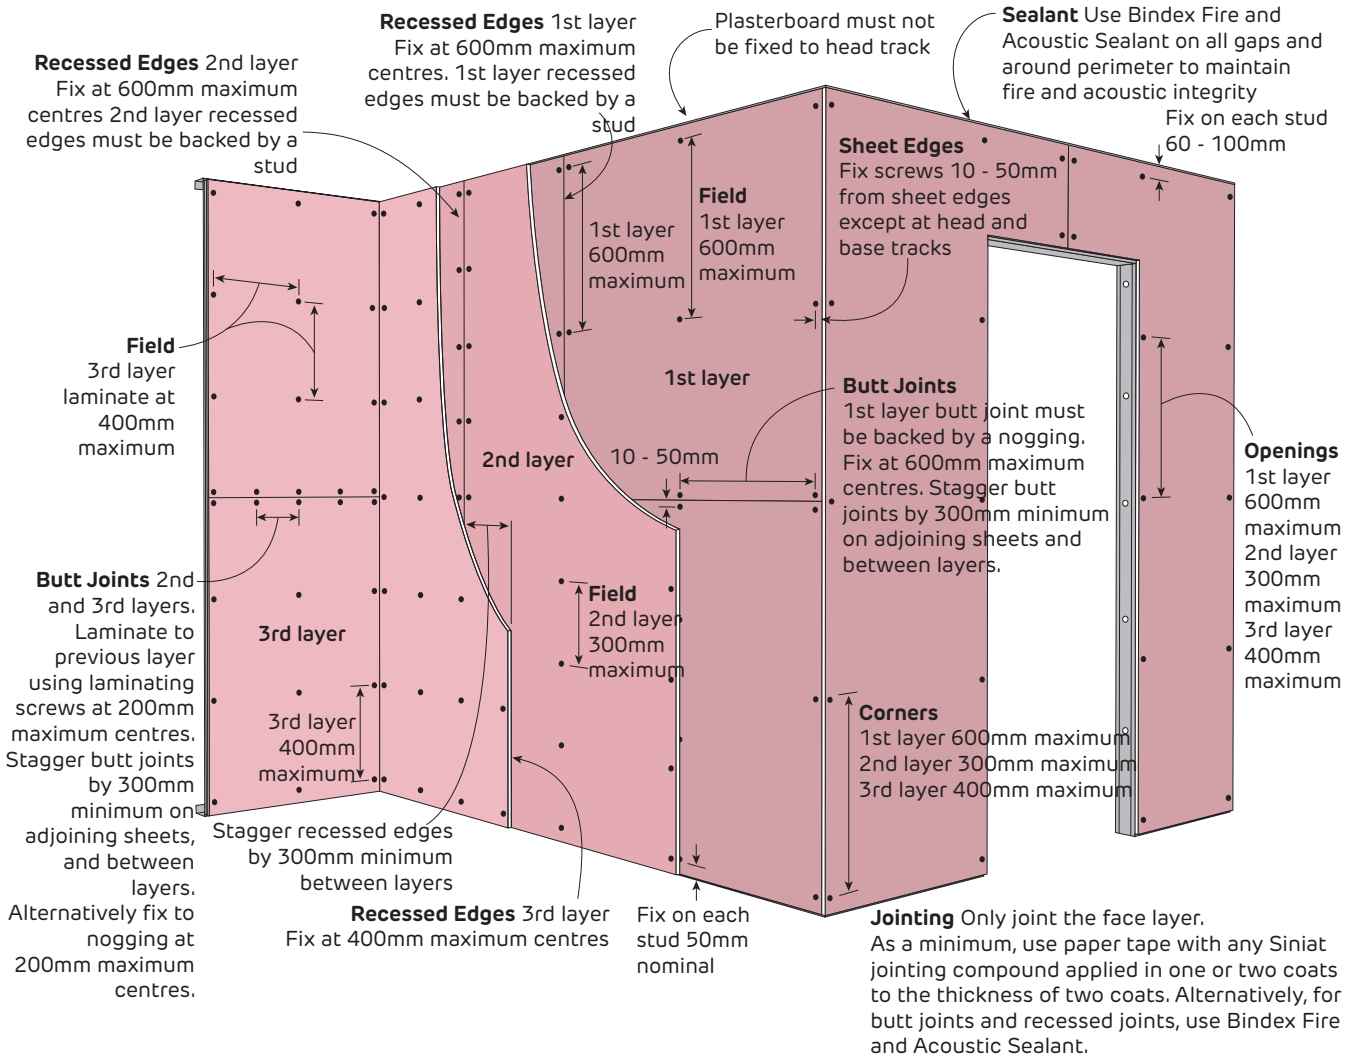 Recessed Edges 2nd layer
Fix at 600mm maximum
centres 2nd layer recessed
edges must be backed by a
stud
Recessed Edges 1st layer
Fix at 600mm maximum
centres. 1st layer recessed
edges must be backed by a
stud
Plasterboard must not
be fixed to head track
Sealant Use Bindex Fire and
Acoustic Sealant on all gaps and
around perimeter to maintain
fire and acoustic integrity
Fix on each stud
60 - 100mm
Sheet Edges
Fix screws 10 - 50mm
from sheet edges
except at head and
base tracks
Field
1st layer
600mm
maximum
1st layer
600mm
maximum
Field
3rd layer
laminate at
400mm
maximum
1st layer
Butt Joints
1st layer butt joint must
be backed by a nogging.
Fix at 600mm maximum
centres. Stagger butt
joints by 300mm minimum
on adjoining sheets and
between layers.
2nd layer
10 - 50mm
Openings
1st layer
600mm
maximum
2nd layer
300mm
maximum
3rd layer
400mm
maximum
Butt Joints 2nd
and 3rd layers.
Laminate to
previous layer
using laminating
screws at 200mm
maximum centres.
Stagger butt joints
by 300mm
minimum on
adjoining sheets,
and between
layers.
Alternatively fix to
nogging at
200mm maximum
centres.
3rd layer
Field
2nd layer
300mm
maximum
3rd layer
400mm
maximum
Corners
1st layer 600mm maximum
2nd layer 300mm maximum
3rd layer 400mm maximum
Stagger recessed edges
by 300mm minimum
between layers
Recessed Edges 3rd layer
Fix at 400mm maximum centres
Fix on each
stud 50mm
nominal
Jointing Only joint the face layer.
As a minimum, use paper tape with any Siniat
jointing compound applied in one or two coats
to the thickness of two coats. Alternatively, for
butt joints and recessed joints, use Bindex Fire
and Acoustic Sealant.